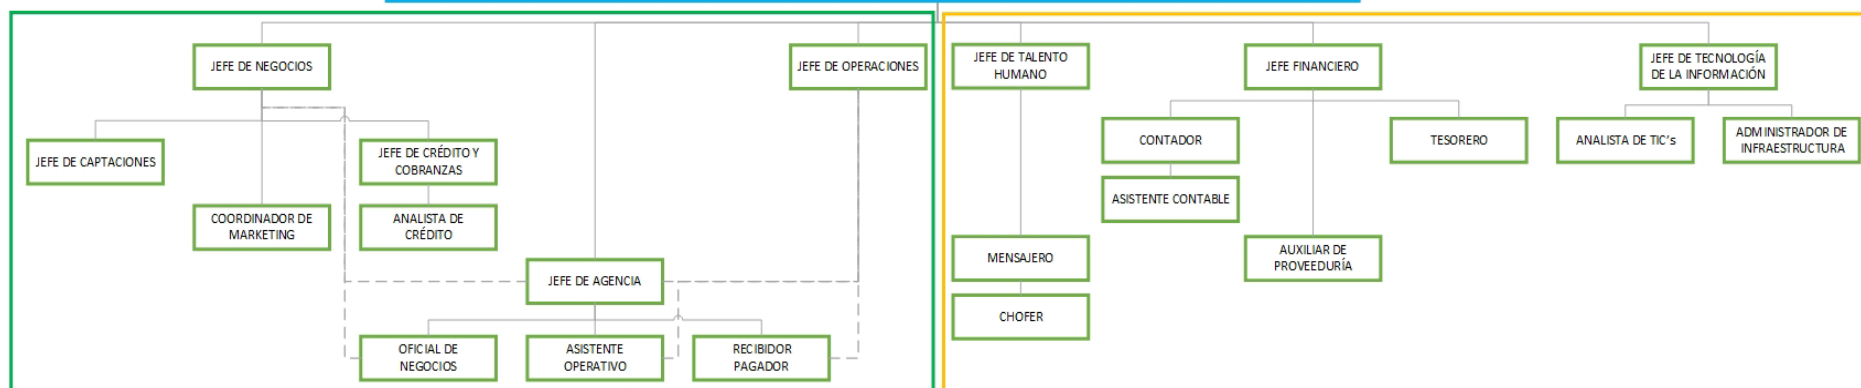 JEFE DE NEGOCIOS
JEFE DE OPERACIONES
JEFE DE TALENTO
HUMANO
JEFE FINANCIERO
JEFE DE TECNOLOGÍA
DE LA INFORMACIÓN
JEFE DE CAPTACIONES
JEFE DE CRÉDITO Y
COBRANZAS
CONTADOR
TESORERO
ANALISTA DE TIC's
ADMINISTRADOR DE
INFRAESTRUCTURA
ASISTENTE CONTABLE
COORDINADOR DE
MARKETING
ANALISTA DE
CRÉDITO
MENSAJERO
AUXILIAR DE
PROVEEDURÍA
JEFE DE AGENCIA
CHOFER
OFICIAL DE
NEGOCIOS
ASISTENTE
OPERATIVO
RECIBIDOR
PAGADOR